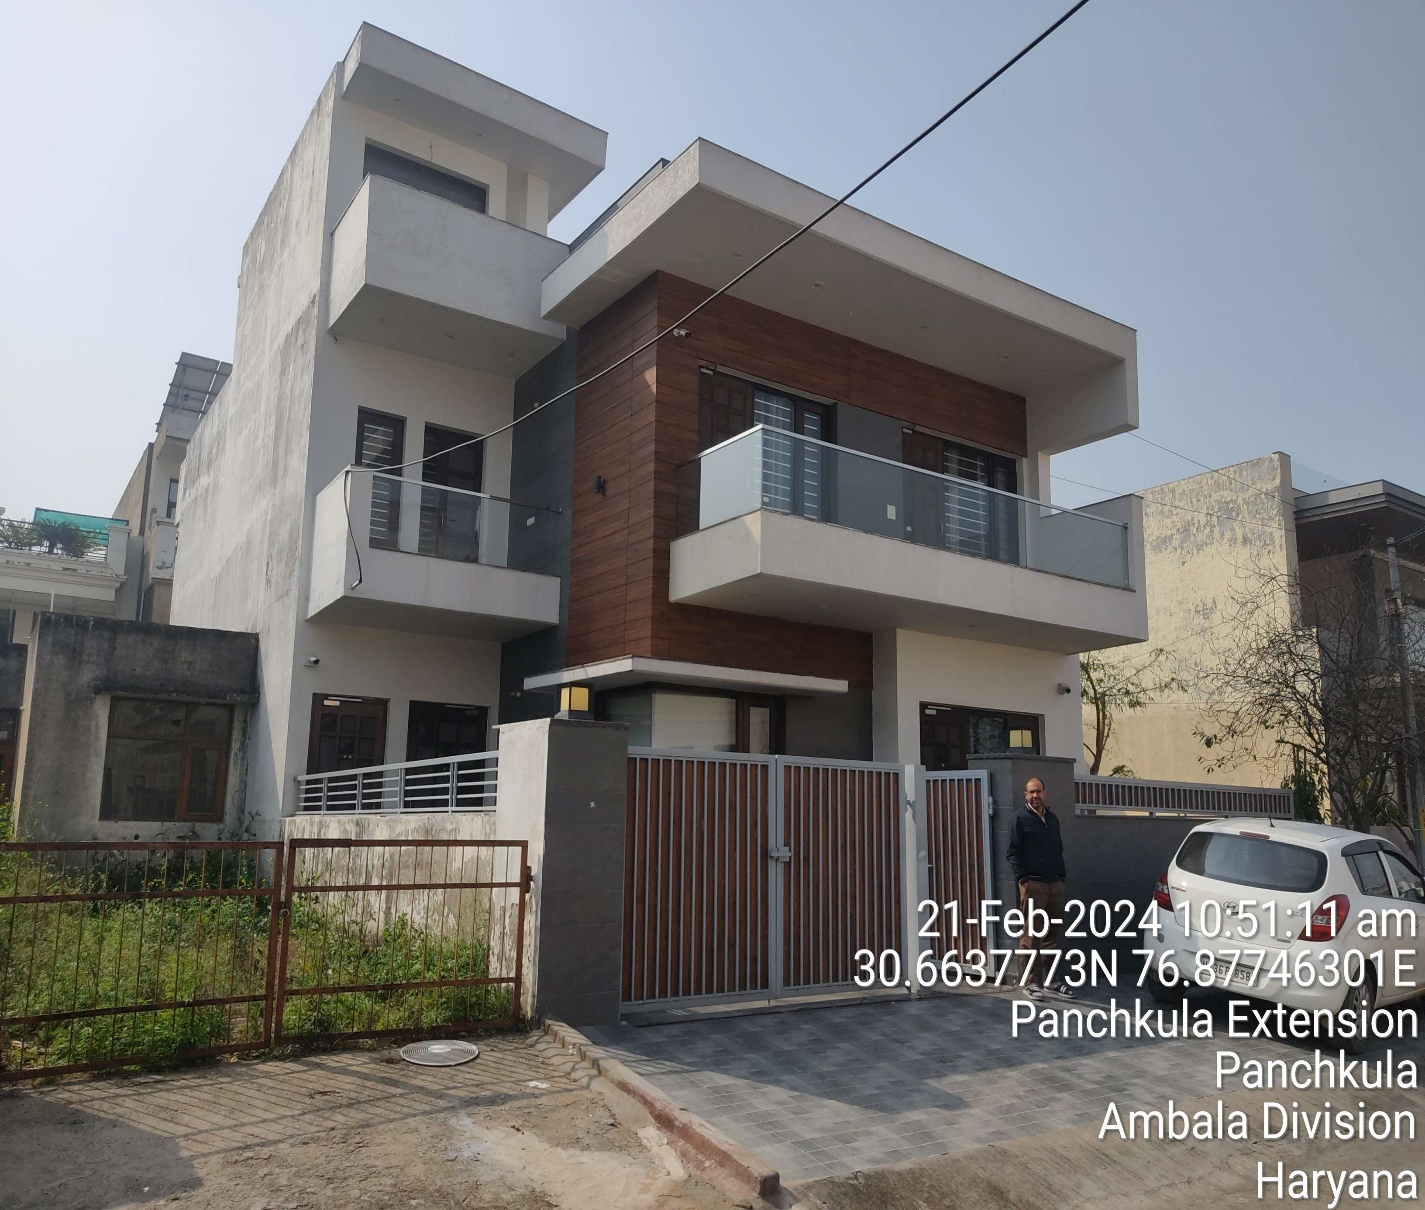 21-Feb-2024 10:51:11 am
30.6637773N 76.87746301E
Panchkula Extension
Panchkula
Ambala Division
Haryana